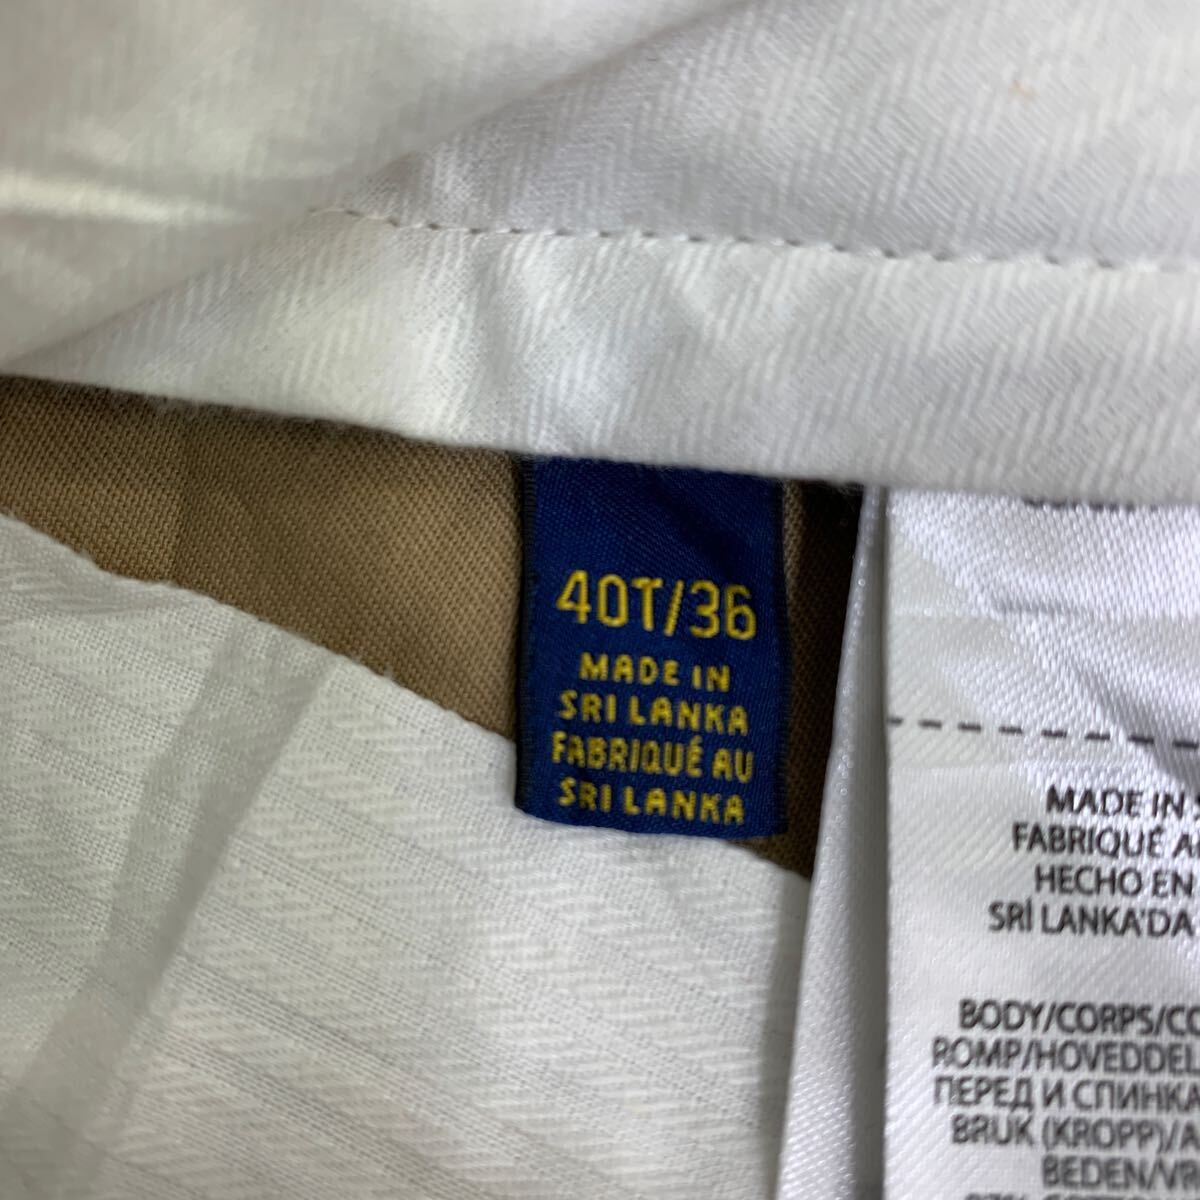 40T/36
MADE IN
SRI LANKA
FABRIQUÉ AU
SRI LANKA
MADE IN
FABRIQUÉ
HECHO EN
SRİ LANKA'DA
BODY/CORPS/
ROMP/HOVEDDEL
ПЕРЕД И СПИНКА
BRUK (KROPP)/
BEDEN/